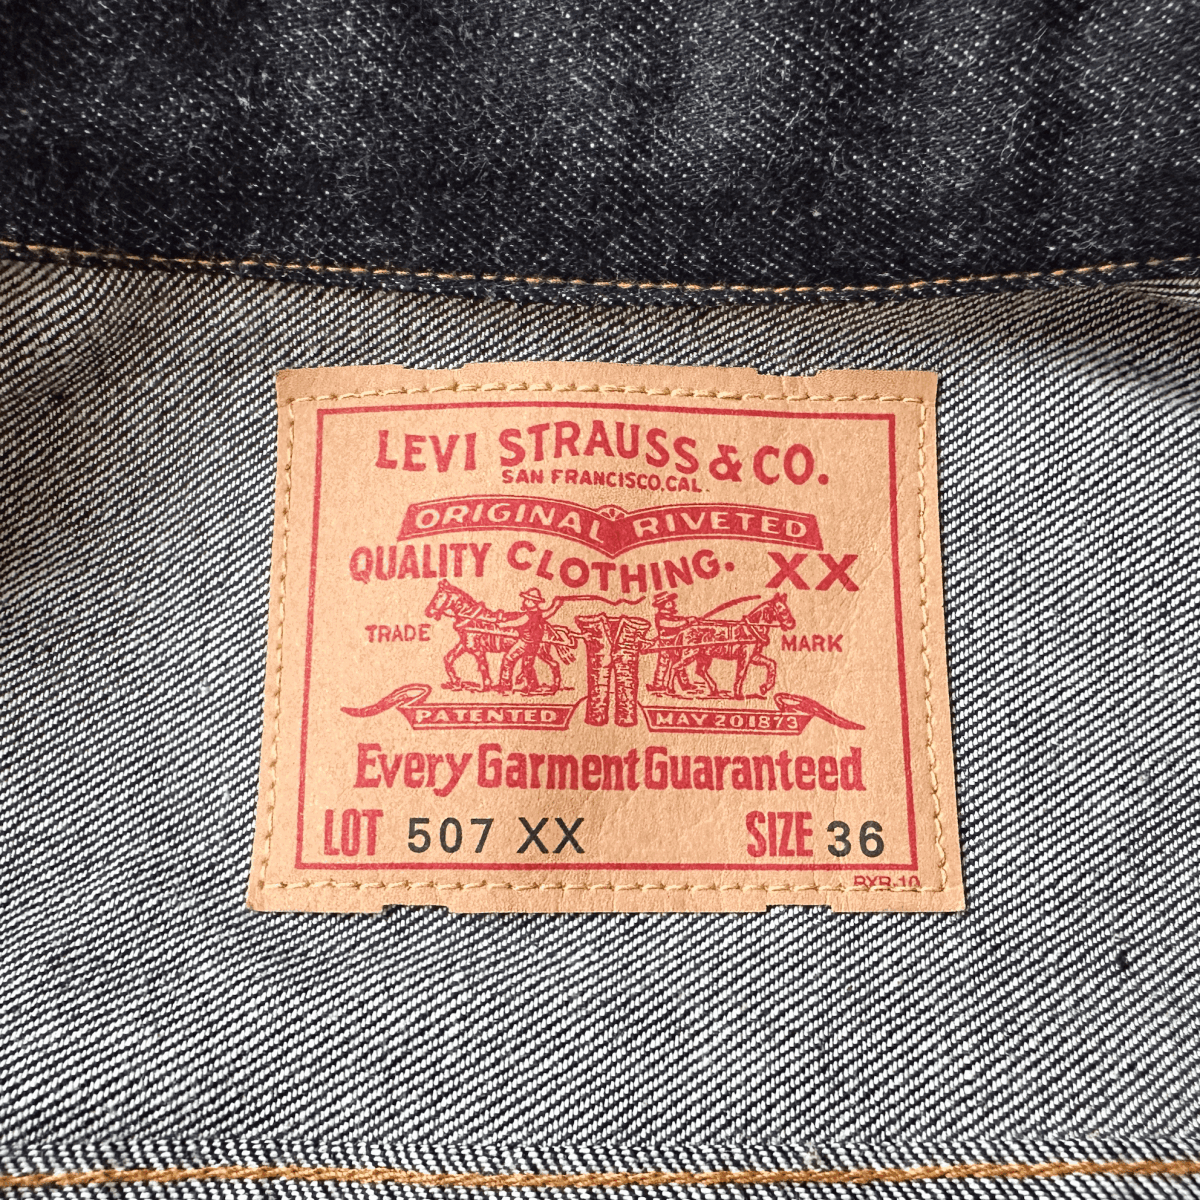 LEVI STRAUSS & CO.
SAN FRANCISCO, CAL.
ORIGINAL RIVETED
QUALITY CLOTHING. XX
TRADE MARK
PATENTED MAY 20 1873
Every Garment Guaranteed
LOT 507 XX SIZE 36